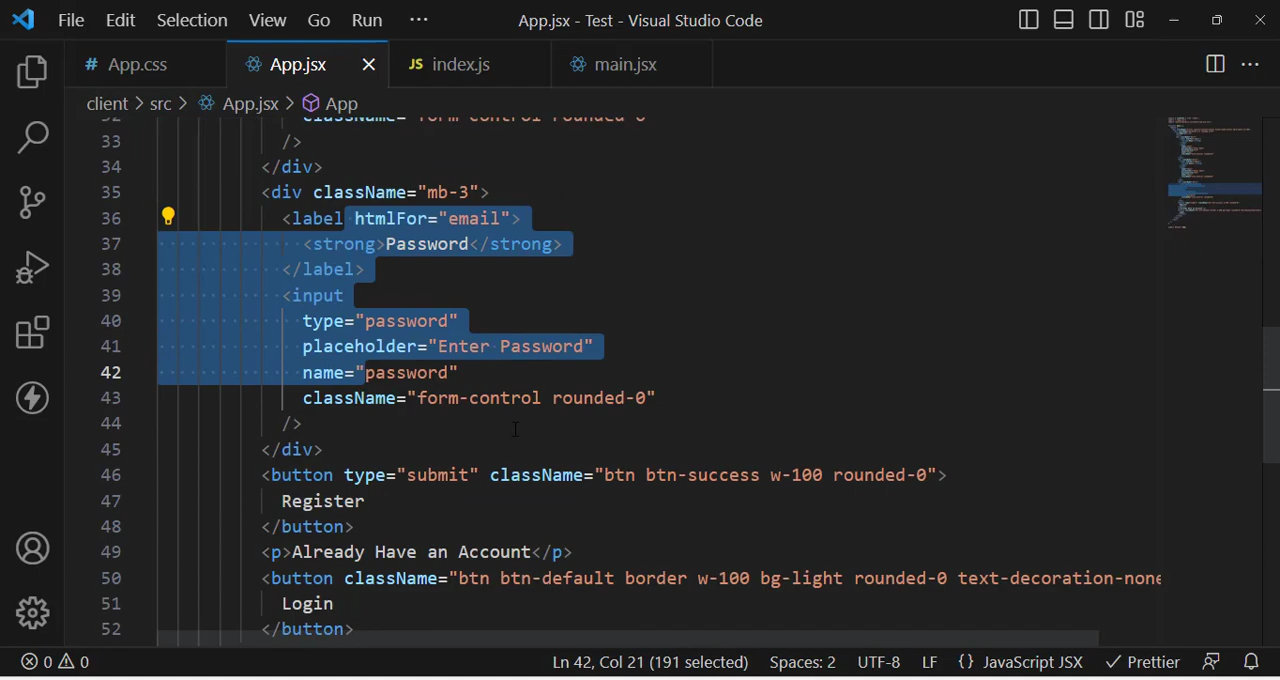 File Edit Selection View Go Run ··· App.jsx - Test - Visual Studio Code
# App.css App.jsx JS index.js main.jsx
client > src > App.jsx > App
32 className="form-control rounded-0"
33 />
34 </div>
35 <div className="mb-3">
36 <label htmlFor="email">
37 <strong>Password</strong>
38 </label>
39 <input
40 type="password"
41 placeholder="Enter Password"
42 name="password"
43 className="form-control rounded-0"
44 />
45 </div>
46 <button type="submit" className="btn btn-success w-100 rounded-0">
47 Register
48 </button>
49 <p>Already Have an Account</p>
50 <button className="btn btn-default border w-100 bg-light rounded-0 text-decoration-none
51 Login
52 </button>
0 0 Ln 42, Col 21 (191 selected) Spaces: 2 UTF-8 LF {} JavaScript JSX Prettier